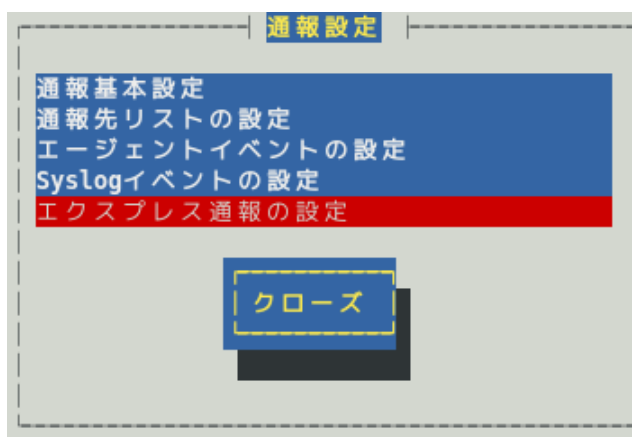 通報設定
通報基本設定
通報先リストの設定
エージェントイベントの設定
Syslogイベントの設定
エクスプレス通報の設定
クローズ